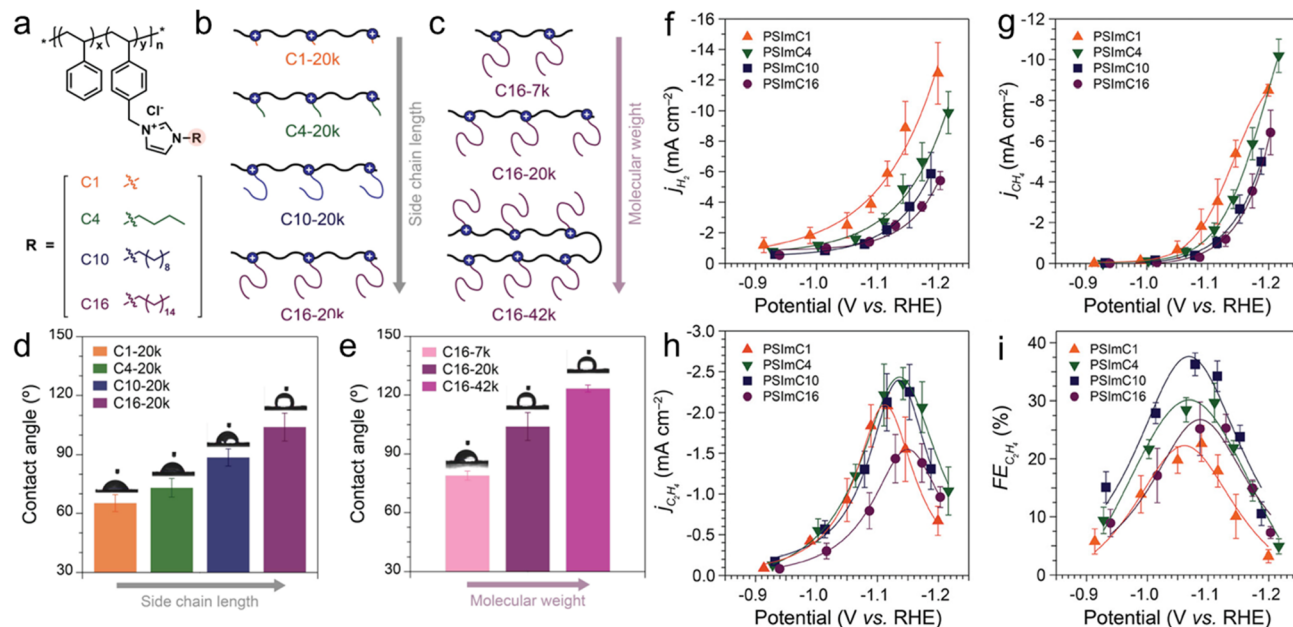 a
*
x
y
n
*
Cl-
N
+
N
R
R =
C1
C4
C10
8
C16
14
b
C1-20k
C4-20k
C10-20k
C16-20k
Side chain length
c
C16-7k
C16-20k
C16-42k
Molecular weight
d
Contact angle (º)
150
120
90
60
30
C1-20k
C4-20k
C10-20k
C16-20k
Side chain length
e
Contact angle (º)
150
120
90
60
30
C16-7k
C16-20k
C16-42k
Molecular weight
f
jH2 (mA cm−2)
-16
-14
-12
-10
-8
-6
-4
-2
0
PSImC1
PSImC4
PSImC10
PSImC16
-0.9 -1.0 -1.1 -1.2
Potential (V vs. RHE)
g
jCH4 (mA cm−2)
-12
-10
-8
-6
-4
-2
0
PSImC1
PSImC4
PSImC10
PSImC16
-0.9 -1.0 -1.1 -1.2
Potential (V vs. RHE)
h
jC2H4 (mA cm−2)
-3.0
-2.5
-2.0
-1.5
-1.0
-0.5
0.0
PSImC1
PSImC4
PSImC10
PSImC16
-0.9 -1.0 -1.1 -1.2
Potential (V vs. RHE)
i
FEC2H4 (%)
40
35
30
25
20
15
10
5
0
PSImC1
PSImC4
PSImC10
PSImC16
-0.9 -1.0 -1.1 -1.2
Potential (V vs. RHE)